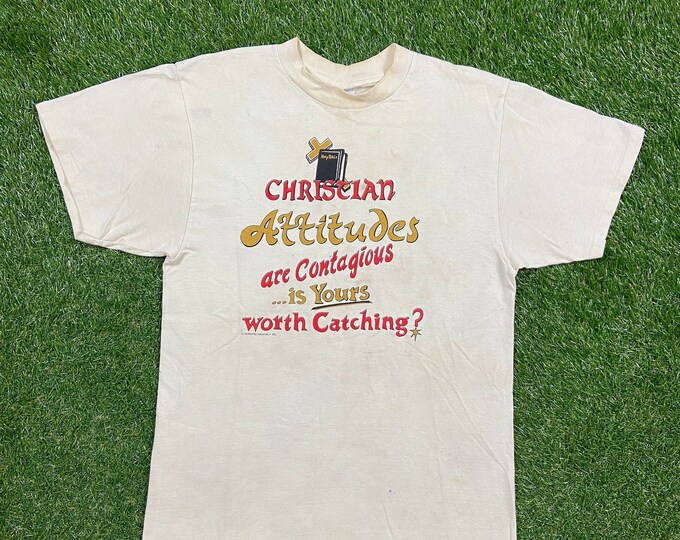 Holy Bible
CHRISTIAN
Attitudes
are Contagious
...is Yours
worth Catching?